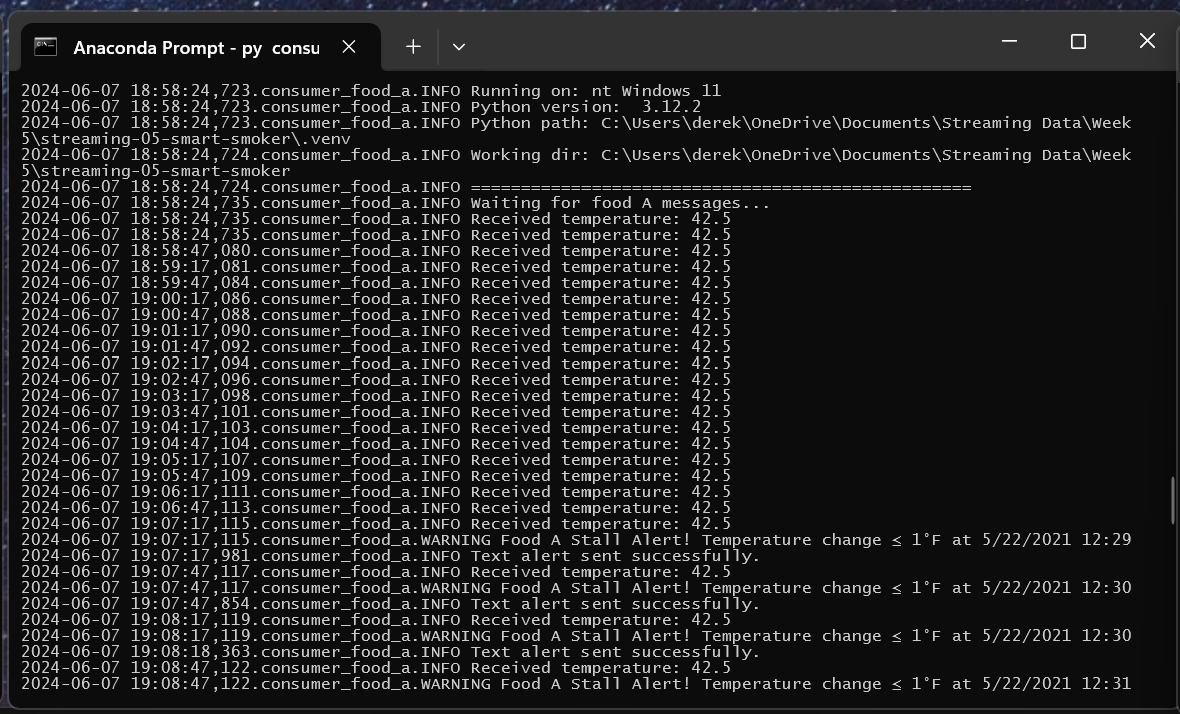 Anaconda Prompt - py consu
2024-06-07 18:58:24,723.consumer_food_a.INFO Running on: nt Windows 11
2024-06-07 18:58:24,723.consumer_food_a.INFO Python version:  3.12.2
2024-06-07 18:58:24,723.consumer_food_a.INFO Python path: C:\Users\derek\OneDrive\Documents\Streaming Data\Week
5\streaming-05-smart-smoker\.venv
2024-06-07 18:58:24,724.consumer_food_a.INFO Working dir: C:\Users\derek\OneDrive\Documents\Streaming Data\Week
5\streaming-05-smart-smoker
2024-06-07 18:58:24,724.consumer_food_a.INFO ==================================================
2024-06-07 18:58:24,735.consumer_food_a.INFO Waiting for food A messages...
2024-06-07 18:58:24,735.consumer_food_a.INFO Received temperature: 42.5
2024-06-07 18:58:24,735.consumer_food_a.INFO Received temperature: 42.5
2024-06-07 18:58:47,080.consumer_food_a.INFO Received temperature: 42.5
2024-06-07 18:59:17,081.consumer_food_a.INFO Received temperature: 42.5
2024-06-07 18:59:47,084.consumer_food_a.INFO Received temperature: 42.5
2024-06-07 19:00:17,086.consumer_food_a.INFO Received temperature: 42.5
2024-06-07 19:00:47,088.consumer_food_a.INFO Received temperature: 42.5
2024-06-07 19:01:17,090.consumer_food_a.INFO Received temperature: 42.5
2024-06-07 19:01:47,092.consumer_food_a.INFO Received temperature: 42.5
2024-06-07 19:02:17,094.consumer_food_a.INFO Received temperature: 42.5
2024-06-07 19:02:47,096.consumer_food_a.INFO Received temperature: 42.5
2024-06-07 19:03:17,098.consumer_food_a.INFO Received temperature: 42.5
2024-06-07 19:03:47,101.consumer_food_a.INFO Received temperature: 42.5
2024-06-07 19:04:17,103.consumer_food_a.INFO Received temperature: 42.5
2024-06-07 19:04:47,104.consumer_food_a.INFO Received temperature: 42.5
2024-06-07 19:05:17,107.consumer_food_a.INFO Received temperature: 42.5
2024-06-07 19:05:47,109.consumer_food_a.INFO Received temperature: 42.5
2024-06-07 19:06:17,111.consumer_food_a.INFO Received temperature: 42.5
2024-06-07 19:06:47,113.consumer_food_a.INFO Received temperature: 42.5
2024-06-07 19:07:17,115.consumer_food_a.INFO Received temperature: 42.5
2024-06-07 19:07:17,115.consumer_food_a.WARNING Food A Stall Alert! Temperature change ≤ 1°F at 5/22/2021 12:29
2024-06-07 19:07:17,981.consumer_food_a.INFO Text alert sent successfully.
2024-06-07 19:07:47,117.consumer_food_a.INFO Received temperature: 42.5
2024-06-07 19:07:47,117.consumer_food_a.WARNING Food A Stall Alert! Temperature change ≤ 1°F at 5/22/2021 12:30
2024-06-07 19:07:47,854.consumer_food_a.INFO Text alert sent successfully.
2024-06-07 19:08:17,119.consumer_food_a.INFO Received temperature: 42.5
2024-06-07 19:08:17,119.consumer_food_a.WARNING Food A Stall Alert! Temperature change ≤ 1°F at 5/22/2021 12:30
2024-06-07 19:08:18,363.consumer_food_a.INFO Text alert sent successfully.
2024-06-07 19:08:47,122.consumer_food_a.INFO Received temperature: 42.5
2024-06-07 19:08:47,122.consumer_food_a.WARNING Food A Stall Alert! Temperature change ≤ 1°F at 5/22/2021 12:31